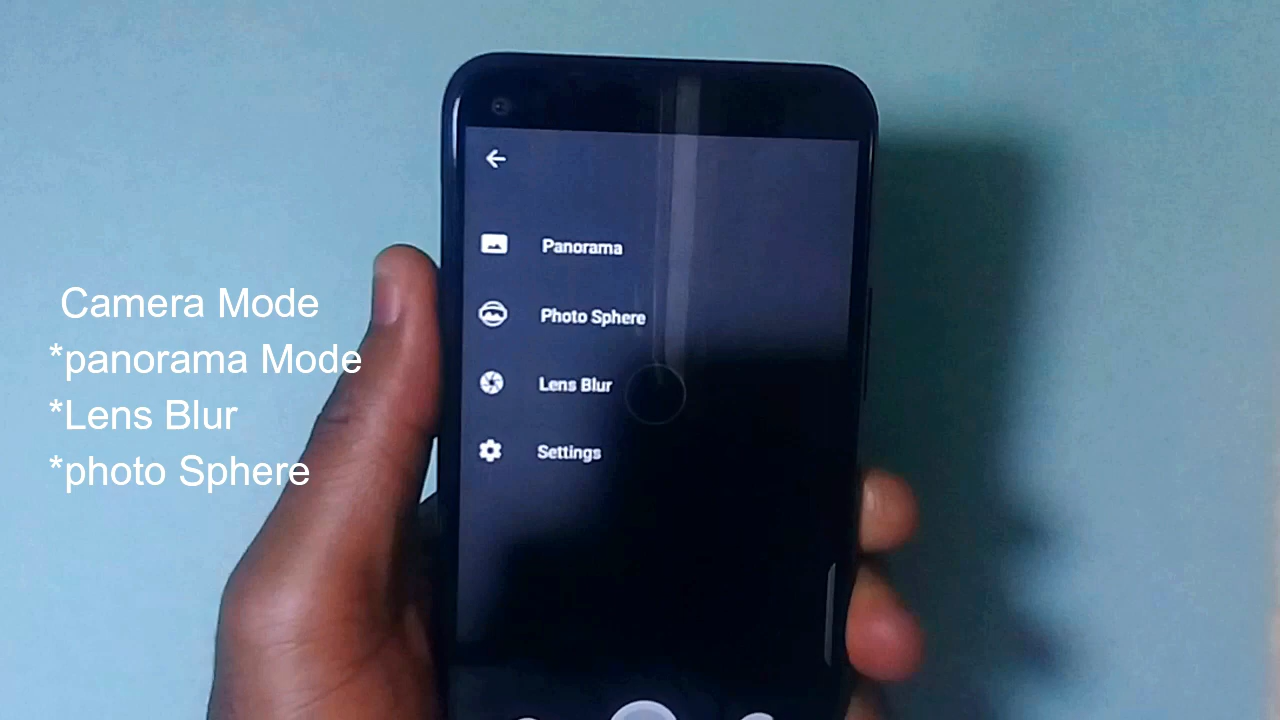 Camera Mode
*panorama Mode
*Lens Blur
*photo Sphere
Panorama
Photo Sphere
Lens Blur
Settings